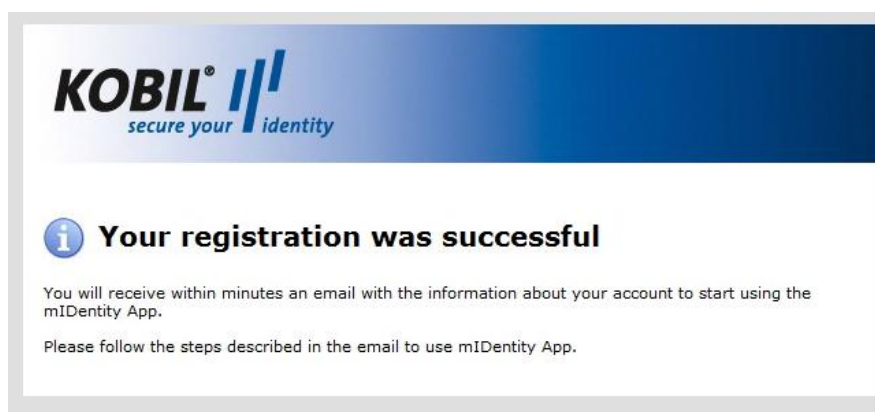 KOBIL®
secure your identity
Your registration was successful
You will receive within minutes an email with the information about your account to start using the
mIDentity App.
Please follow the steps described in the email to use mIDentity App.